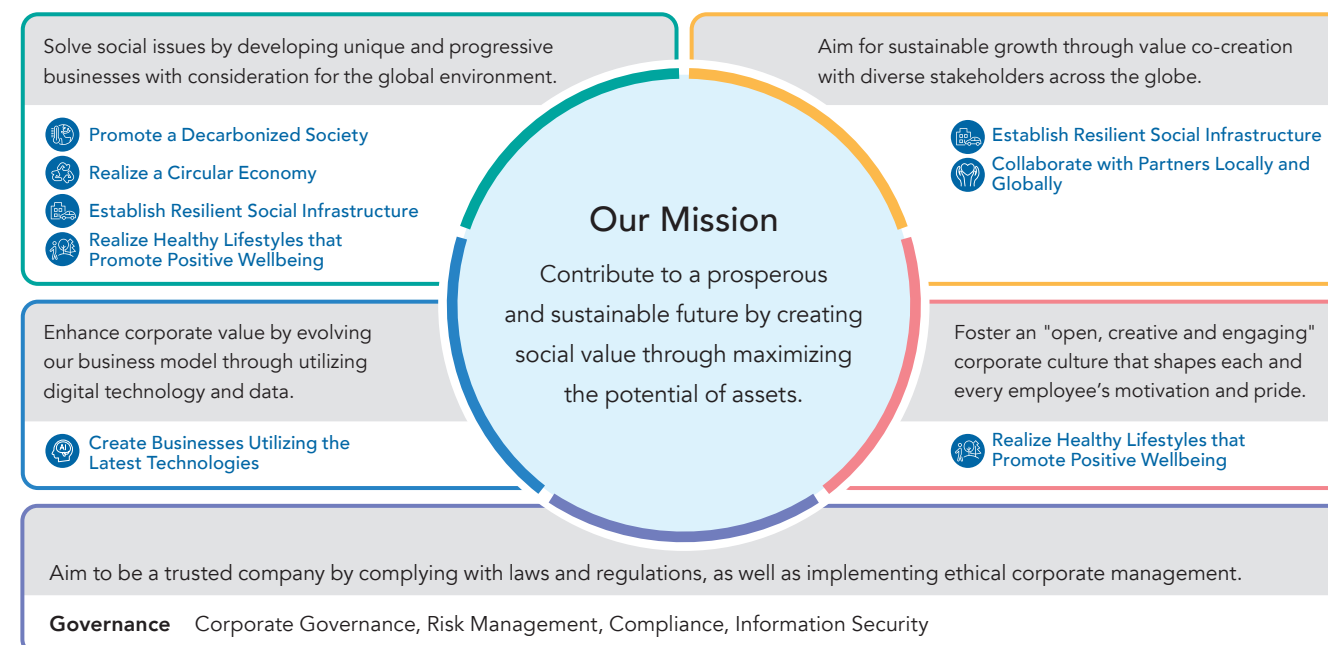 Solve social issues by developing unique and progressive
businesses with consideration for the global environment.
Promote a Decarbonized Society
Realize a Circular Economy
Establish Resilient Social Infrastructure
Realize Healthy Lifestyles that
Promote Positive Wellbeing
Aim for sustainable growth through value co-creation
with diverse stakeholders across the globe.
Establish Resilient Social Infrastructure
Collaborate with Partners Locally and
Globally
Our Mission
Contribute to a prosperous
and sustainable future by creating
social value through maximizing
the potential of assets.
Enhance corporate value by evolving
our business model through utilizing
digital technology and data.
AI
Create Businesses Utilizing the
Latest Technologies
Foster an "open, creative and engaging"
corporate culture that shapes each and
every employee’s motivation and pride.
Realize Healthy Lifestyles that
Promote Positive Wellbeing
Aim to be a trusted company by complying with laws and regulations, as well as implementing ethical corporate management.
Governance Corporate Governance, Risk Management, Compliance, Information Security